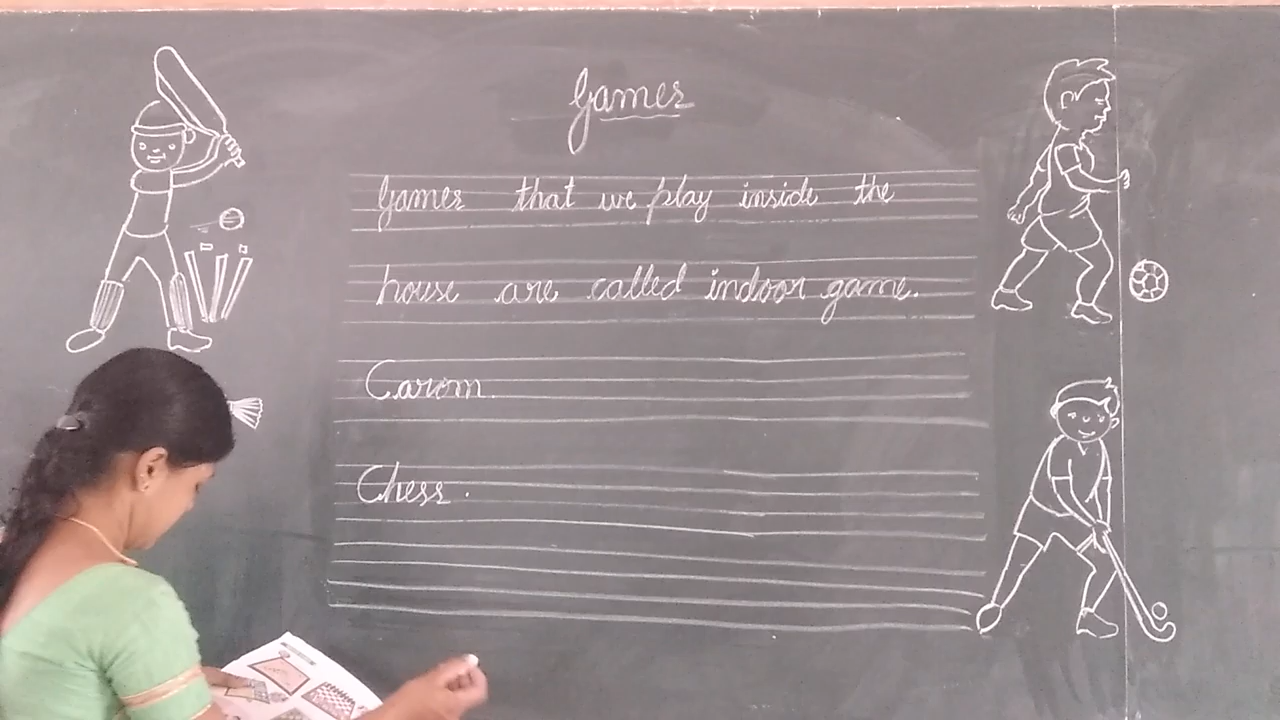 Games
Games that we play inside the
house are called indoor game.
Carom.
Chess.